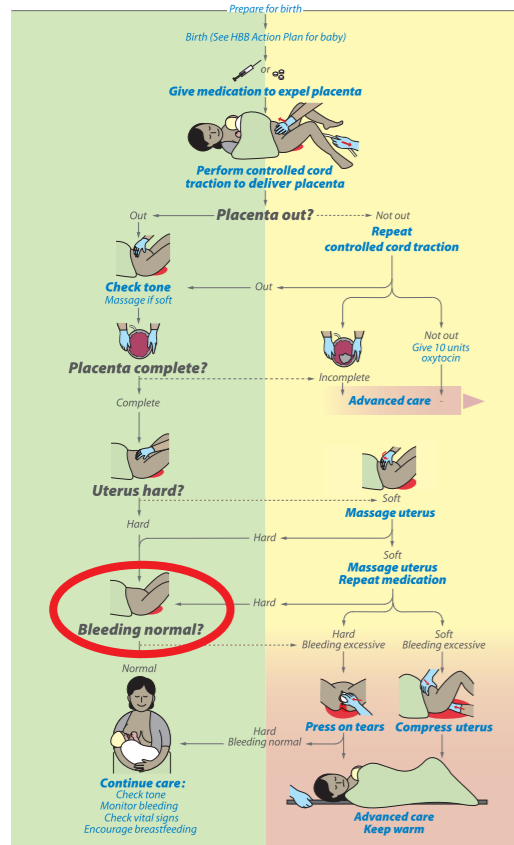 Prepare for birth
Birth (See HBB Action Plan for baby)
or
Give medication to expel placenta
Perform controlled cord
traction to deliver placenta
Placenta out?
Out
Not out
Repeat
controlled cord traction
Out
Check tone
Massage if soft
Not out
Give 10 units
oxytocin
Placenta complete?
Incomplete
Complete
Advanced care
Uterus hard?
Soft
Massage uterus
Hard
Hard
Soft
Massage uterus
Repeat medication
Hard
Bleeding normal?
Hard
Bleeding excessive
Soft
Bleeding excessive
Normal
Press on tears
Compress uterus
Hard
Bleeding normal
Continue care:
Check tone
Monitor bleeding
Check vital signs
Encourage breastfeeding
Advanced care
Keep warm